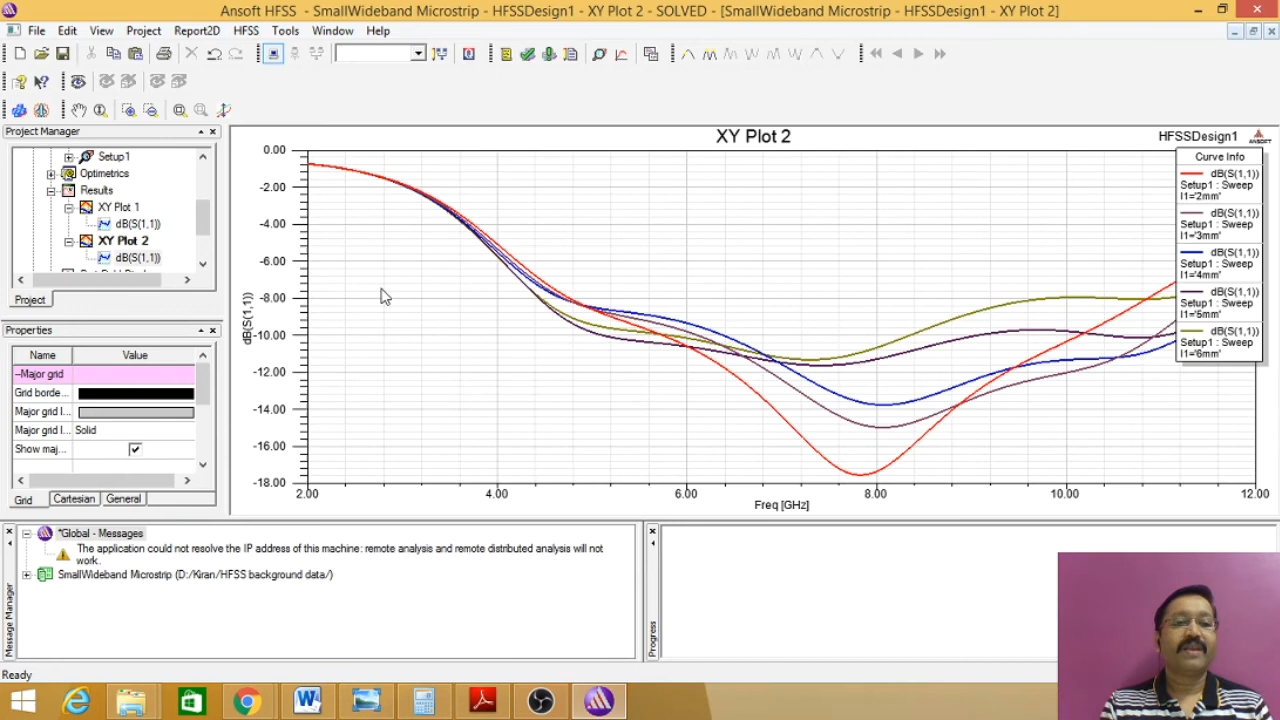 Ansoft HFSS - SmallWideband Microstrip - HFSSDesign1 - XY Plot 2 - SOLVED - [SmallWideband Microstrip - HFSSDesign1 - XY Plot 2]
File Edit View Project Report2D HFSS Tools Window Help
Project Manager
Setup1
Optimetrics
Results
XY Plot 1
dB(S(1,1))
XY Plot 2
dB(S(1,1))
Project
Properties
Name Value
--Major grid
Grid borde...
Major grid l...
Major grid l... Solid
Show maj...
Grid Cartesian General
XY Plot 2
HFSSDesign1
ANSOFT
Curve Info
dB(S(1,1))
Setup1 : Sweep
l1='2mm'
dB(S(1,1))
Setup1 : Sweep
l1='3mm'
dB(S(1,1))
Setup1 : Sweep
l1='4mm'
dB(S(1,1))
Setup1 : Sweep
l1='5mm'
dB(S(1,1))
Setup1 : Sweep
l1='6mm'
0.00
-2.00
-4.00
-6.00
-8.00
-10.00
-12.00
-14.00
-16.00
-18.00
dB(S(1,1))
2.00 4.00 6.00 8.00 10.00 12.00
Freq [GHz]
Message Manager
*Global - Messages
The application could not resolve the IP address of this machine: remote analysis and remote distributed analysis will not
work.
SmallWideband Microstrip (D:/Kiran/HFSS background data/)
Progress
Ready